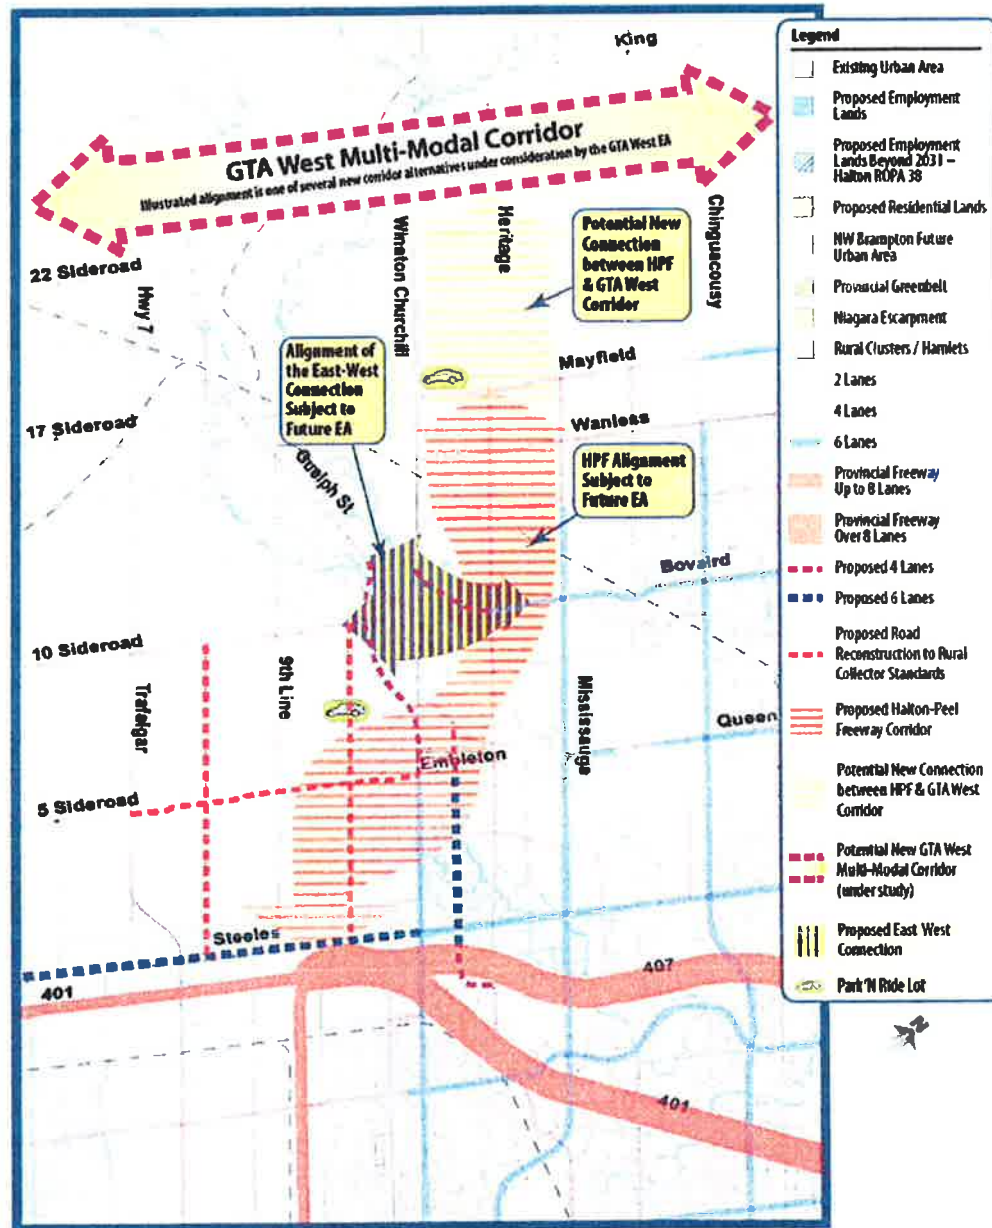 King
GTA West Multi-Modal Corridor
Illustrated alignment is one of several new corridor alternatives under consideration by the GTA West EA
22 Sideroad
Hwy 7
Winston Churchill
Heritage
Chinguacousy
Potential New
Connection
between HPF
& GTA West
Corridor
Alignment of
the East-West
Connection
Subject to
Future EA
Mayfield
17 Sideroad
Wanless
Guelph St
HPF Alignment
Subject to
Future EA
Bovaird
10 Sideroad
Trafalgar
9th Line
Mississauga
Queen
Embleton
5 Sideroad
Steeles
401
407
401
Legend
Existing Urban Area
Proposed Employment
Lands
Proposed Employment
Lands Beyond 2031 –
Halton ROPA 38
Proposed Residential Lands
NW Brampton Future
Urban Area
Provincial Greenbelt
Niagara Escarpment
Rural Clusters / Hamlets
2 Lanes
4 Lanes
6 Lanes
Provincial Freeway
Up to 8 Lanes
Provincial Freeway
Over 8 Lanes
Proposed 4 Lanes
Proposed 6 Lanes
Proposed Road
Reconstruction to Rural
Collector Standards
Proposed Halton-Peel
Freeway Corridor
Potential New Connection
between HPF & GTA West
Corridor
Potential New GTA West
Multi-Modal Corridor
(under study)
Proposed East West
Connection
Park'N Ride Lot
N